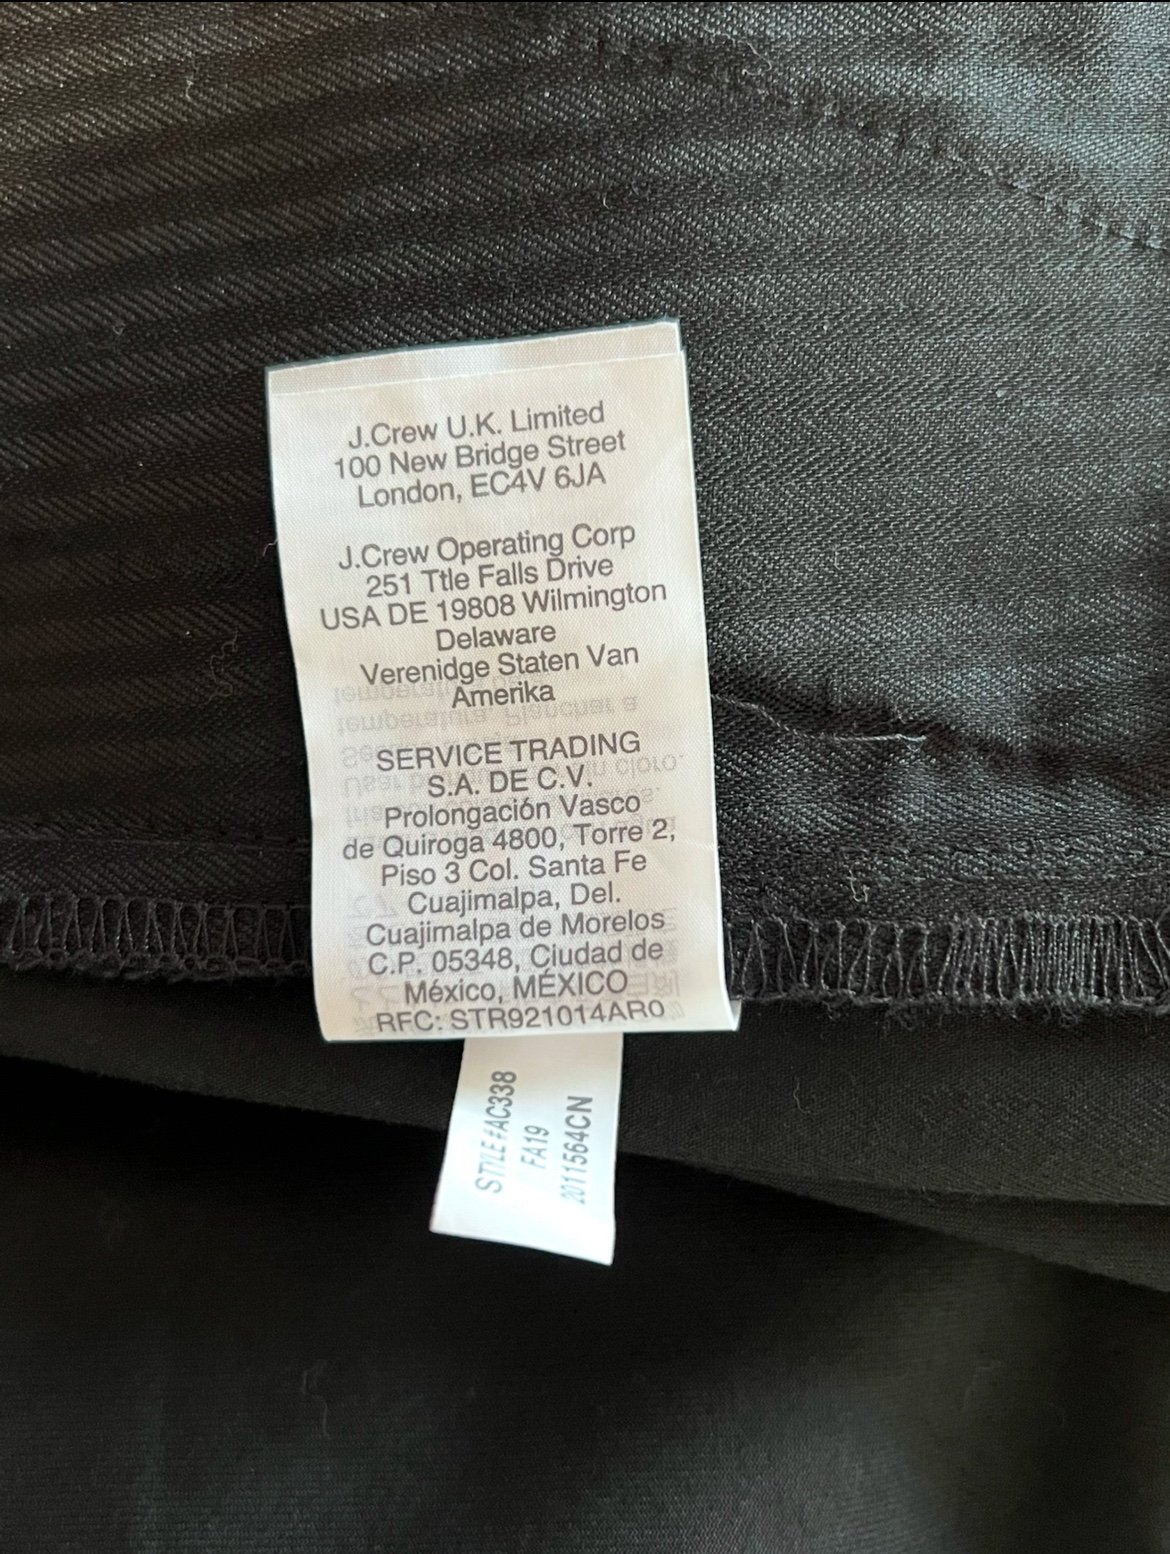 J.Crew U.K. Limited
100 New Bridge Street
London, EC4V 6JA
J.Crew Operating Corp
251 Ttle Falls Drive
USA DE 19808 Wilmington
Delaware
Verenidge Staten Van
Amerika
SERVICE TRADING
S.A. DE C.V.
Prolongación Vasco
de Quiroga 4800, Torre 2,
Piso 3 Col. Santa Fe
Cuajimalpa, Del.
Cuajimalpa de Morelos
C.P. 05348, Ciudad de
México, MÉXICO
RFC: STR921014AR0
STYLE#AC338
FA19
2011564CN